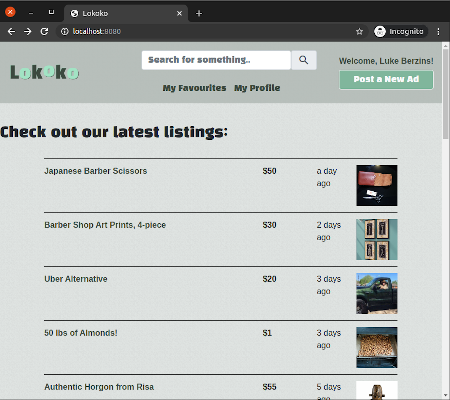 Lokoko
localhost:8080
Incognito
Lokoko
Search for something..
My Favourites My Profile
Welcome, Luke Berzins!
Post a New Ad
Check out our latest listings:
Japanese Barber Scissors $50 a day
ago
Barber Shop Art Prints, 4-piece $30 2 days
ago
Uber Alternative $20 3 days
ago
50 lbs of Almonds! $1 3 days
ago
Authentic Horgon from Risa $55 5 days
ago